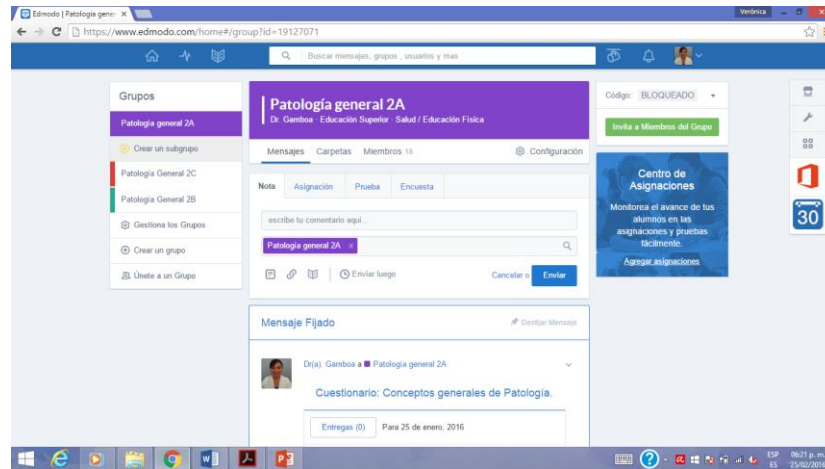 Edmodo | Patología gene
Verónica
https://www.edmodo.com/home#/group?id=19127071
Buscar mensajes, grupos , usuarios y mas
Grupos
Patología general 2A
Crear un subgrupo
Patología General 2C
Patología General 2B
Gestiona los Grupos
Crear un grupo
Únete a un Grupo
Patología general 2A
Dr. Gamboa · Educación Superior · Salud / Educación Física
Mensajes Carpetas Miembros 18 Configuración
Nota Asignación Prueba Encuesta
escribe tu comentario aquí...
Patología general 2A ×
Enviar luego Cancelar o Enviar
Mensaje Fijado Desfijar Mensaje
Dr(a). Gamboa a Patología general 2A
Cuestionario: Conceptos generales de Patología.
Entregas (0) Para 25 de enero, 2016
Código: BLOQUEADO
Invita a Miembros del Grupo
Centro de
Asignaciones
Monitorea el avance de tus
alumnos en las
asignaciones y pruebas
fácilmente.
Agregar asignaciones
30
ESP 06:21 p. m.
ES 25/02/2016